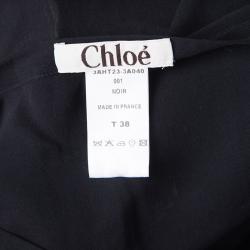 Chloé
3AHT23-3A040
001
NOIR
MADE IN FRANCE
T 38